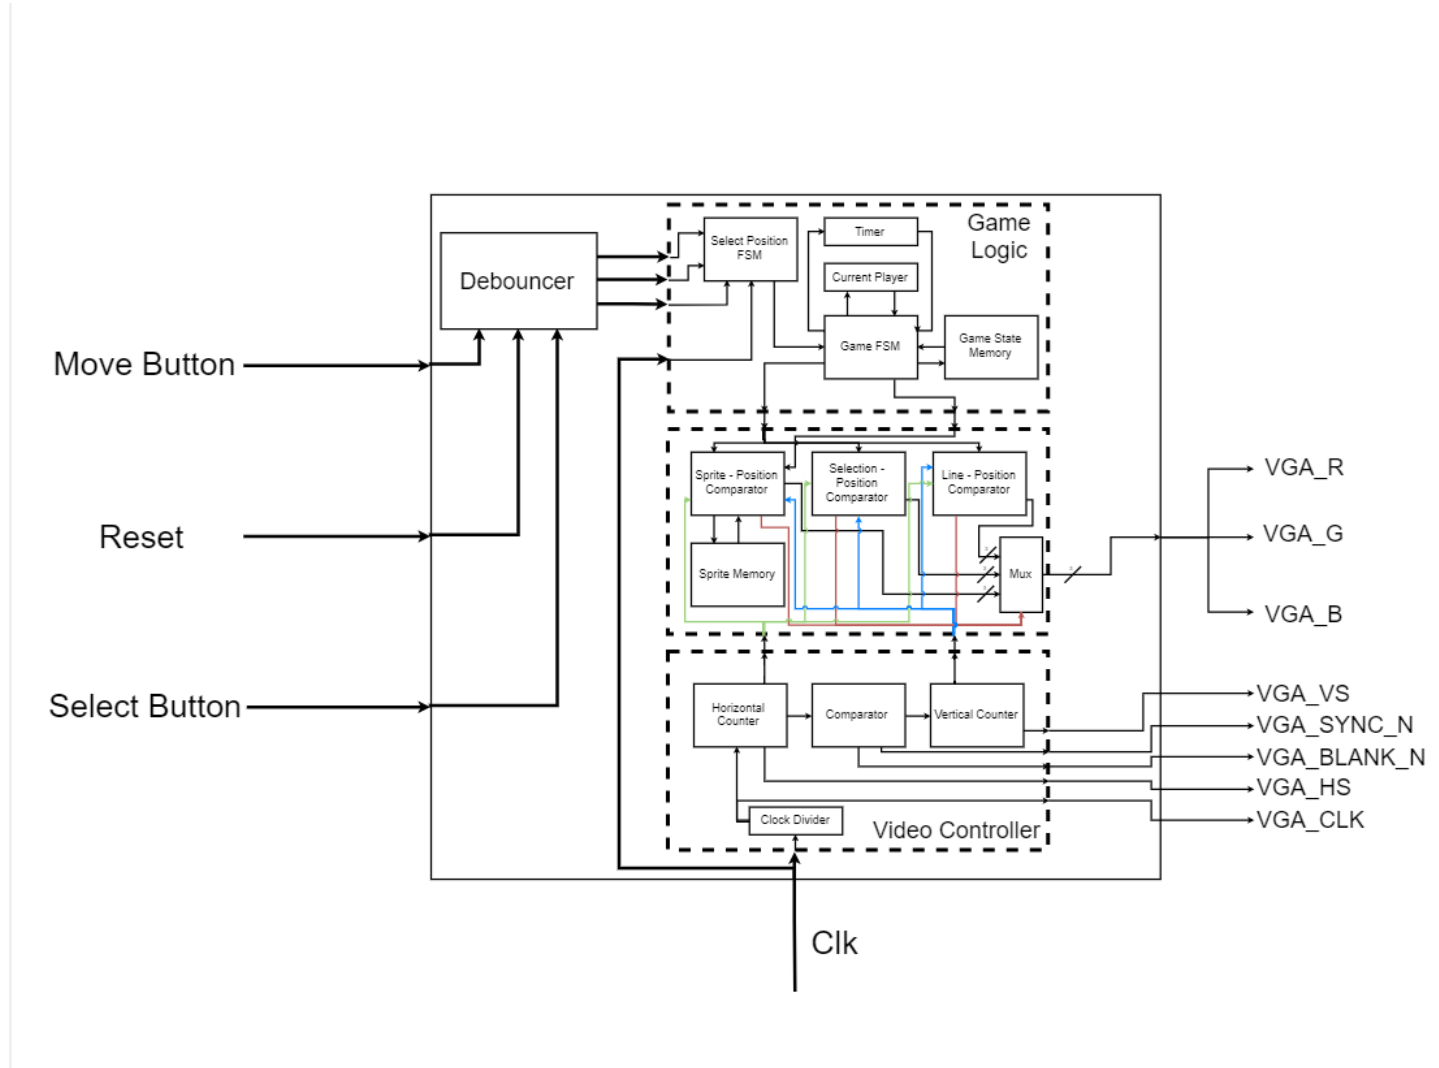 Game
Logic
Select Position
FSM
Timer
Debouncer
Current Player
Game FSM
Game State
Memory
Move Button
Sprite - Position
Comparator
Selection -
Position
Comparator
Line - Position
Comparator
VGA_R
Reset
VGA_G
Sprite Memory
Mux
VGA_B
Select Button
Horizontal
Counter
Comparator
Vertical Counter
VGA_VS
VGA_SYNC_N
VGA_BLANK_N
VGA_HS
VGA_CLK
Clock Divider
Video Controller
Clk